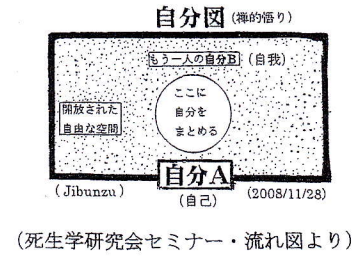 自分図 (禅的悟り)
もう一人の自分B (自我)
開放された
自由な空間
ここに
自分を
まとめる
自分A
(自己)
(Jibunzu)
(2008/11/28)
(死生学研究会セミナー・流れ図より)